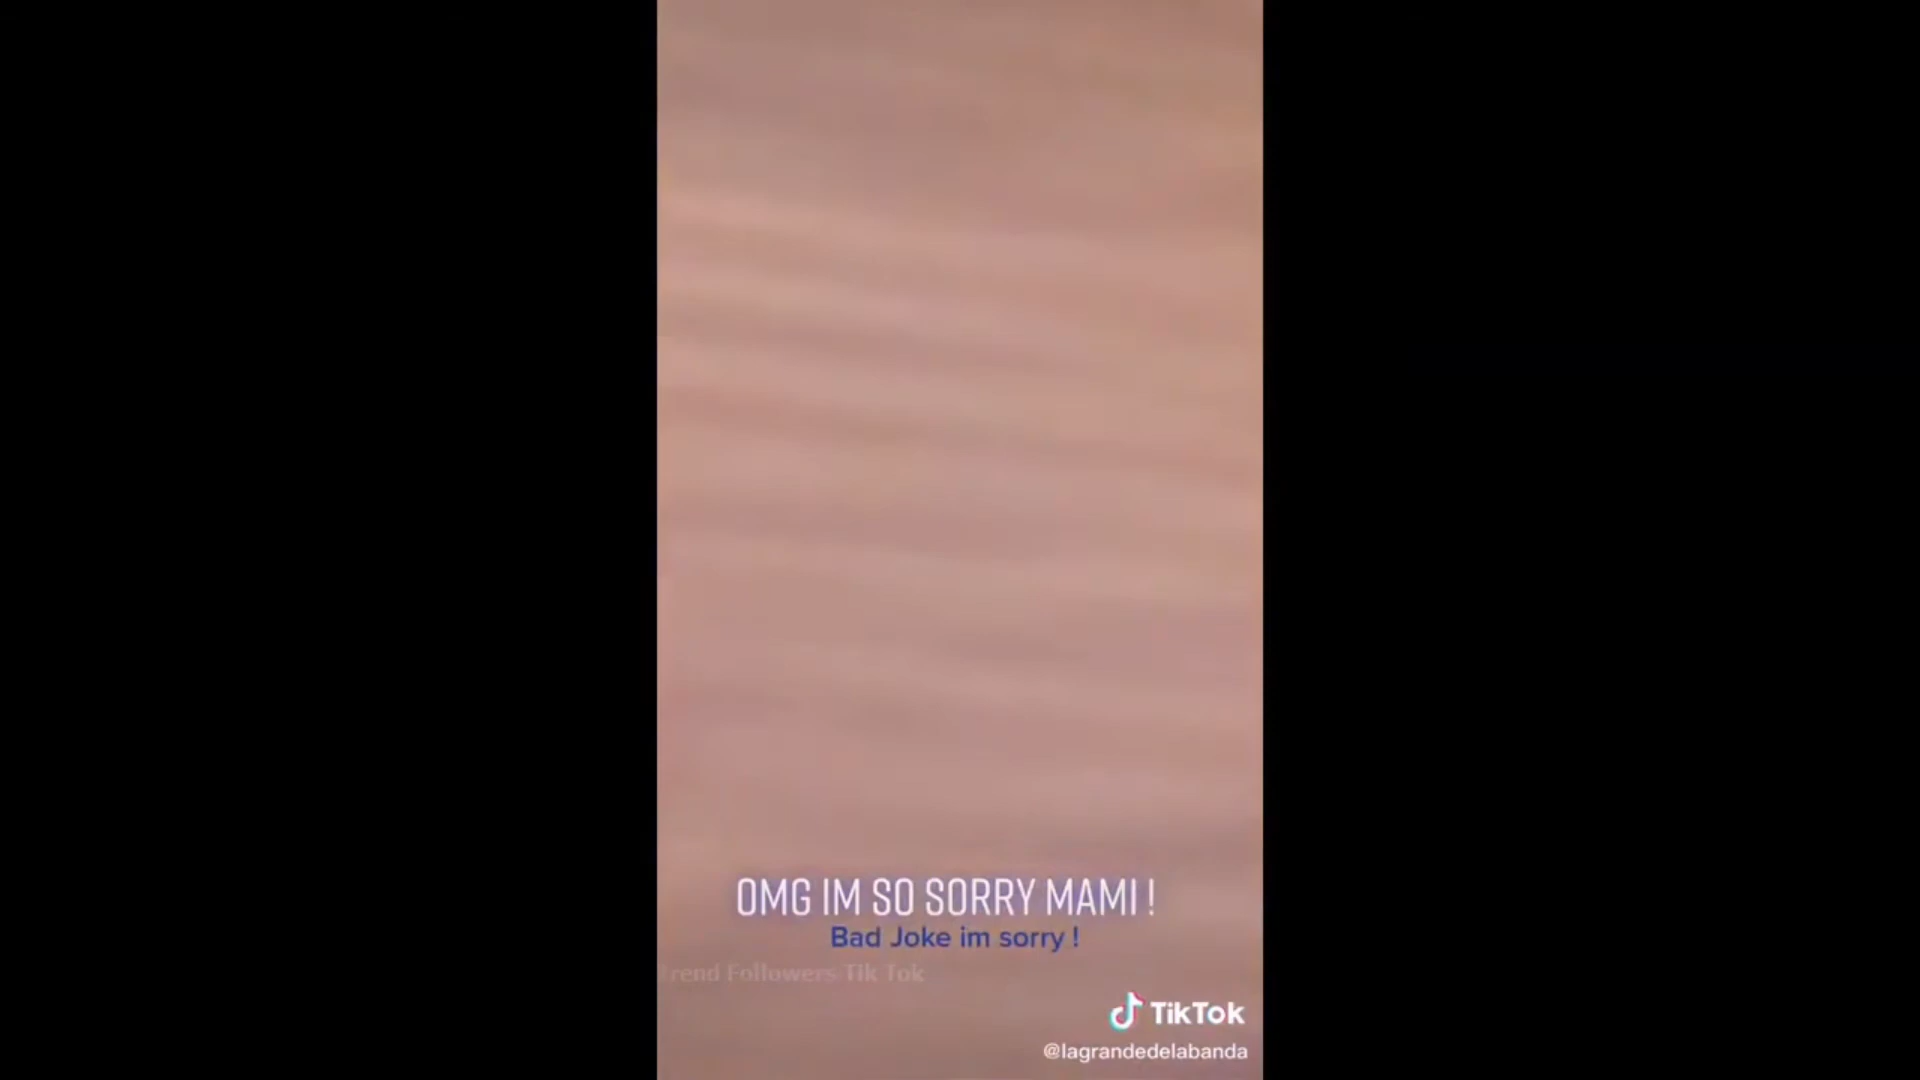 OMG IM SO SORRY MAMI !
Bad Joke im sorry !
Trend Followers Tik Tok
TikTok
@lagrandedelabanda